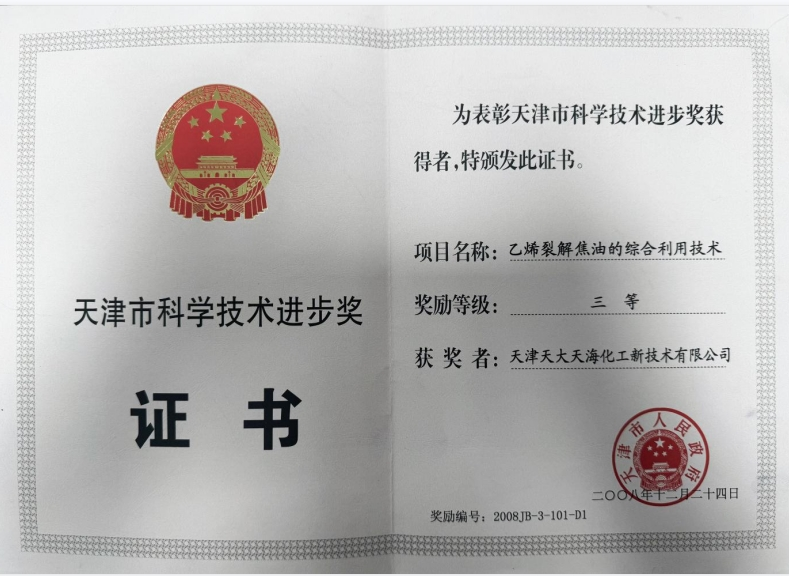 天津市科学技术进步奖
证 书
为表彰天津市科学技术进步奖获
得者,特颁发此证书。
项目名称: 乙烯裂解焦油的综合利用技术
奖励等级: 三 等
获 奖 者: 天津天大天海化工新技术有限公司
天津市人民政府
二〇〇八年十二月二十四日
奖励编号: 2008JB-3-101-D1